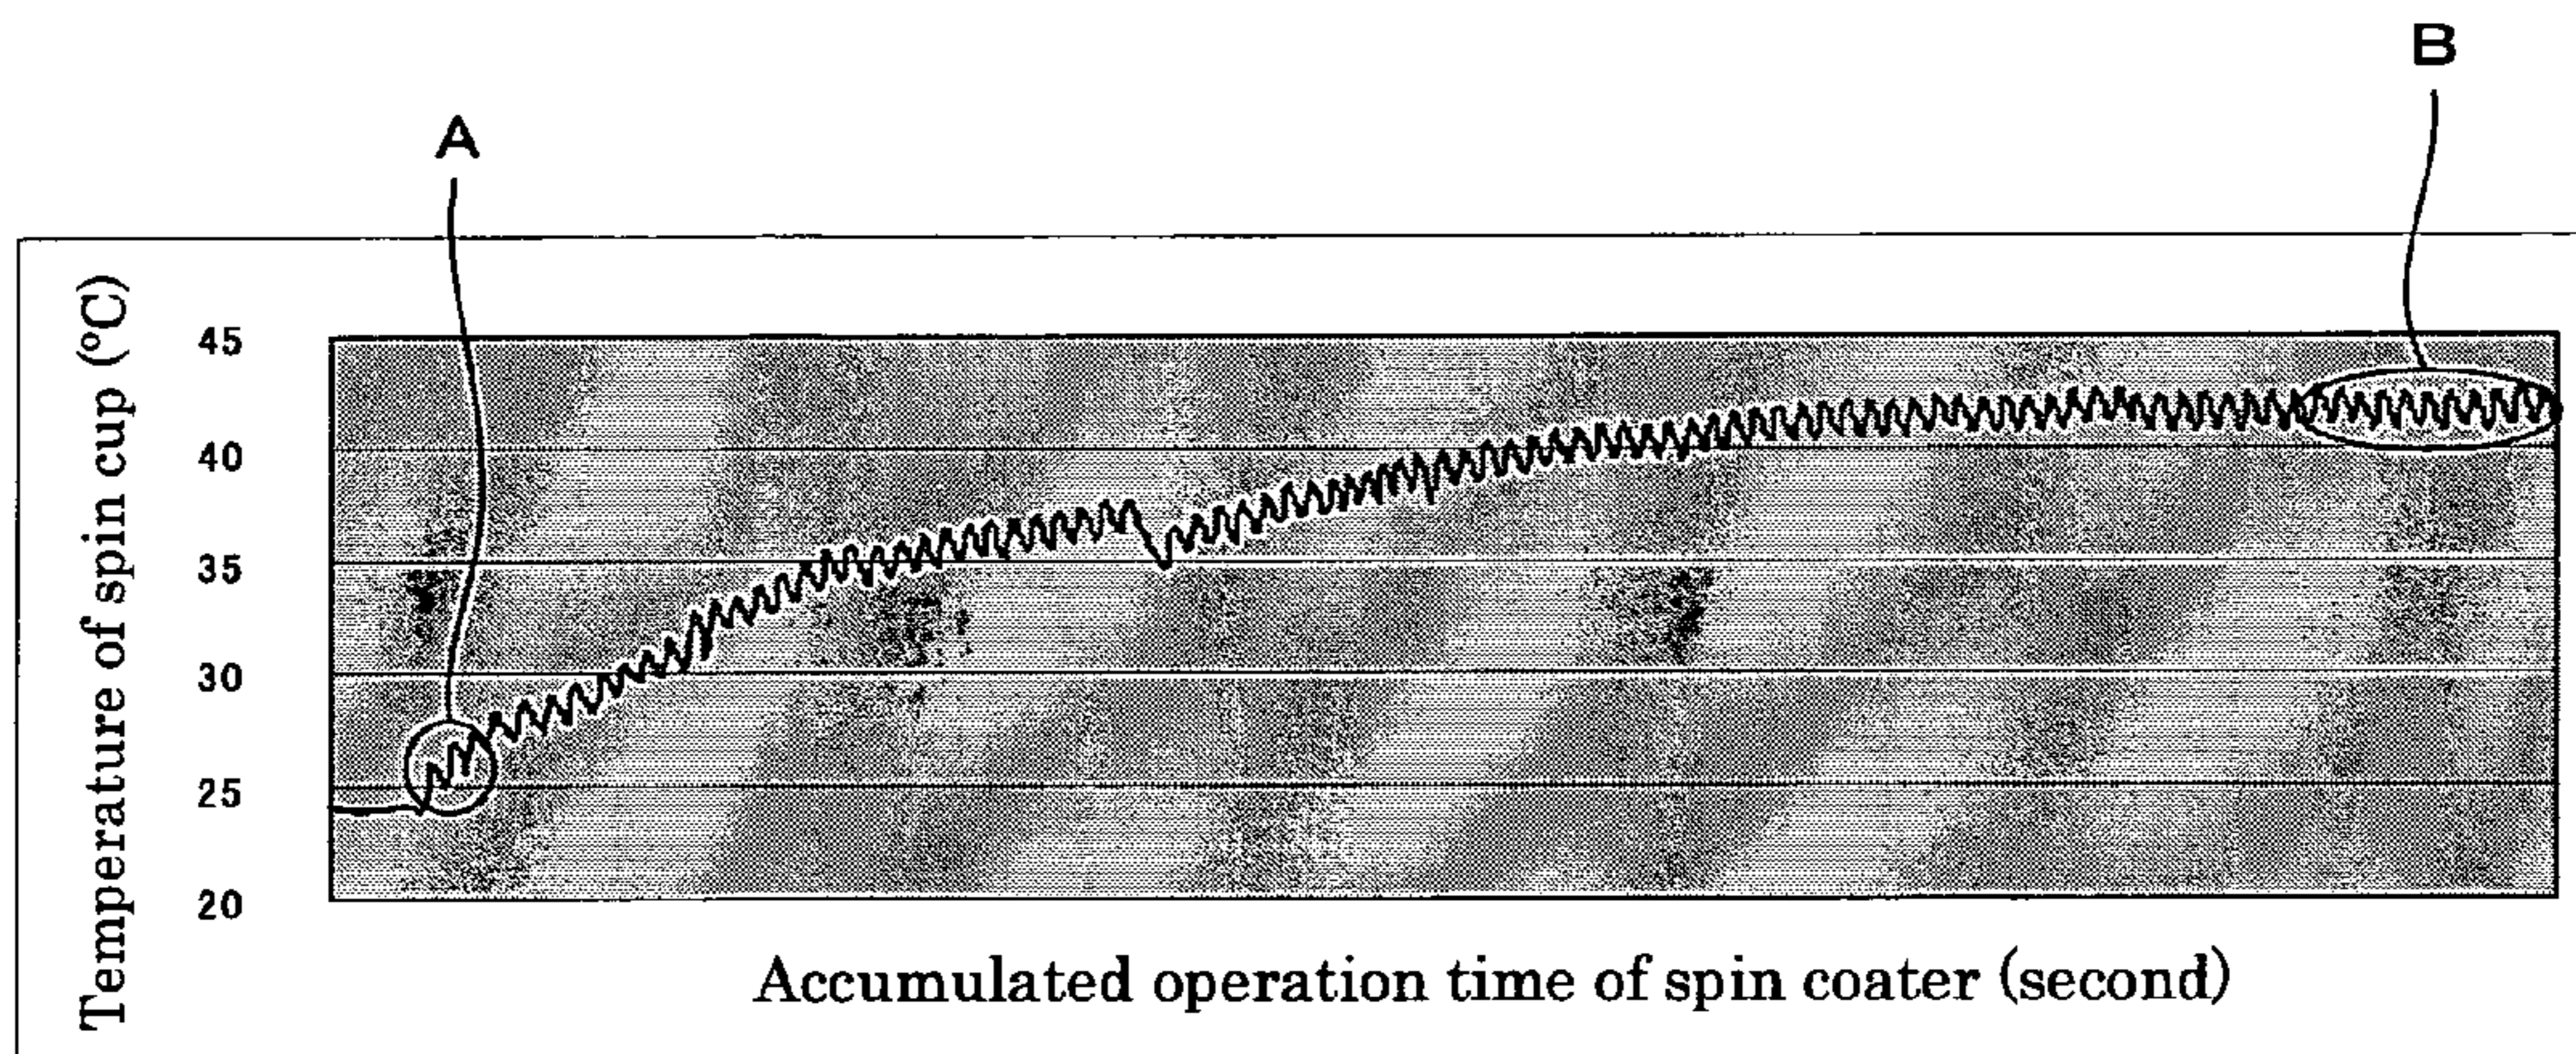 B
A
Temperature of spin cup (°C)
45
40
35
30
25
20
Accumulated operation time of spin coater (second)